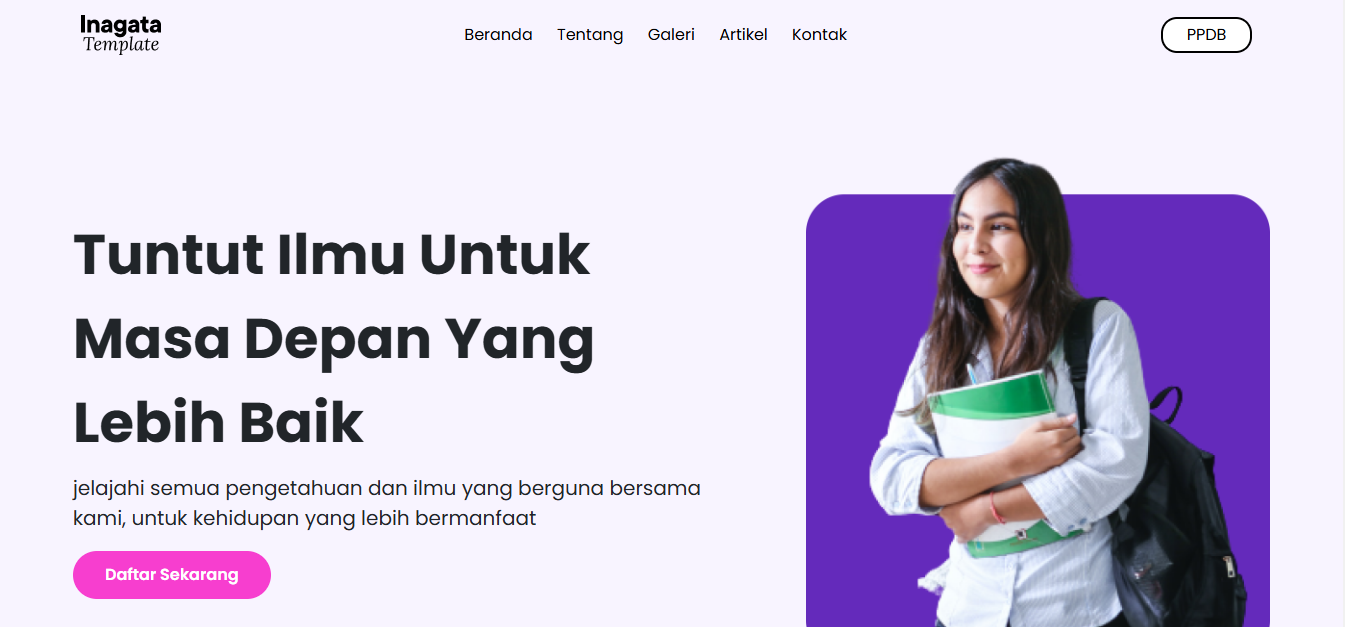 Inagata
Template
Beranda Tentang Galeri Artikel Kontak
PPDB
Tuntut Ilmu Untuk
Masa Depan Yang
Lebih Baik
jelajahi semua pengetahuan dan ilmu yang berguna bersama
kami, untuk kehidupan yang lebih bermanfaat
Daftar Sekarang